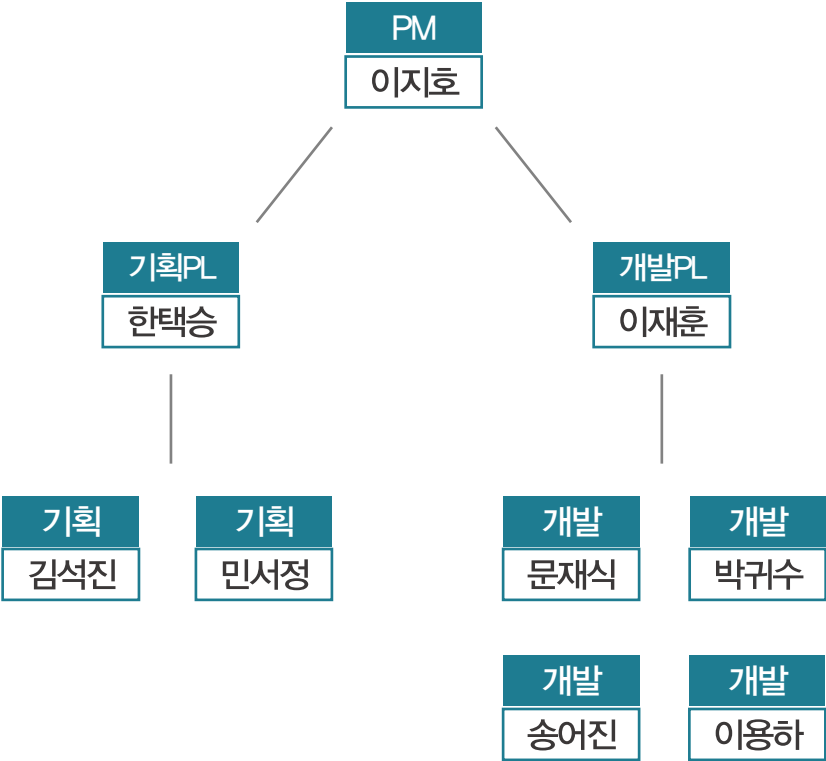 PM
이지호
기획PL
한택승
개발PL
이재훈
기획
김석진
기획
민서정
개발
문재식
개발
박귀수
개발
송어진
개발
이용하